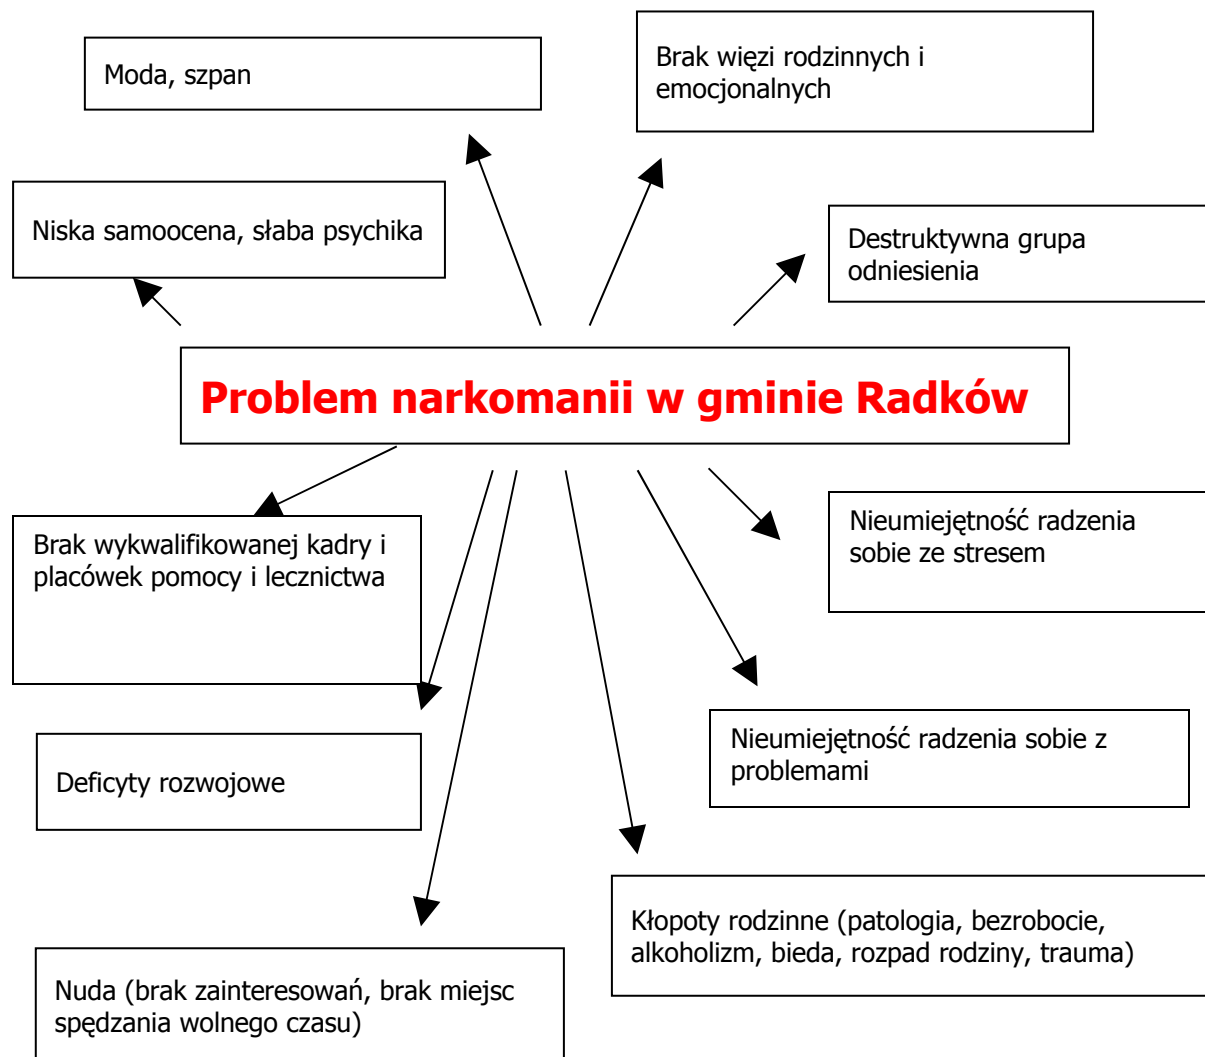 Moda, szpan
Brak więzi rodzinnych i
emocjonalnych
Niska samoocena, słaba psychika
Destruktywna grupa
odniesienia
Problem narkomanii w gminie Radków
Brak wykwalifikowanej kadry i
placówek pomocy i lecznictwa
Nieumiejętność radzenia
sobie ze stresem
Deficyty rozwojowe
Nieumiejętność radzenia sobie z
problemami
Kłopoty rodzinne (patologia, bezrobocie,
alkoholizm, bieda, rozpad rodziny, trauma)
Nuda (brak zainteresowań, brak miejsc
spędzania wolnego czasu)